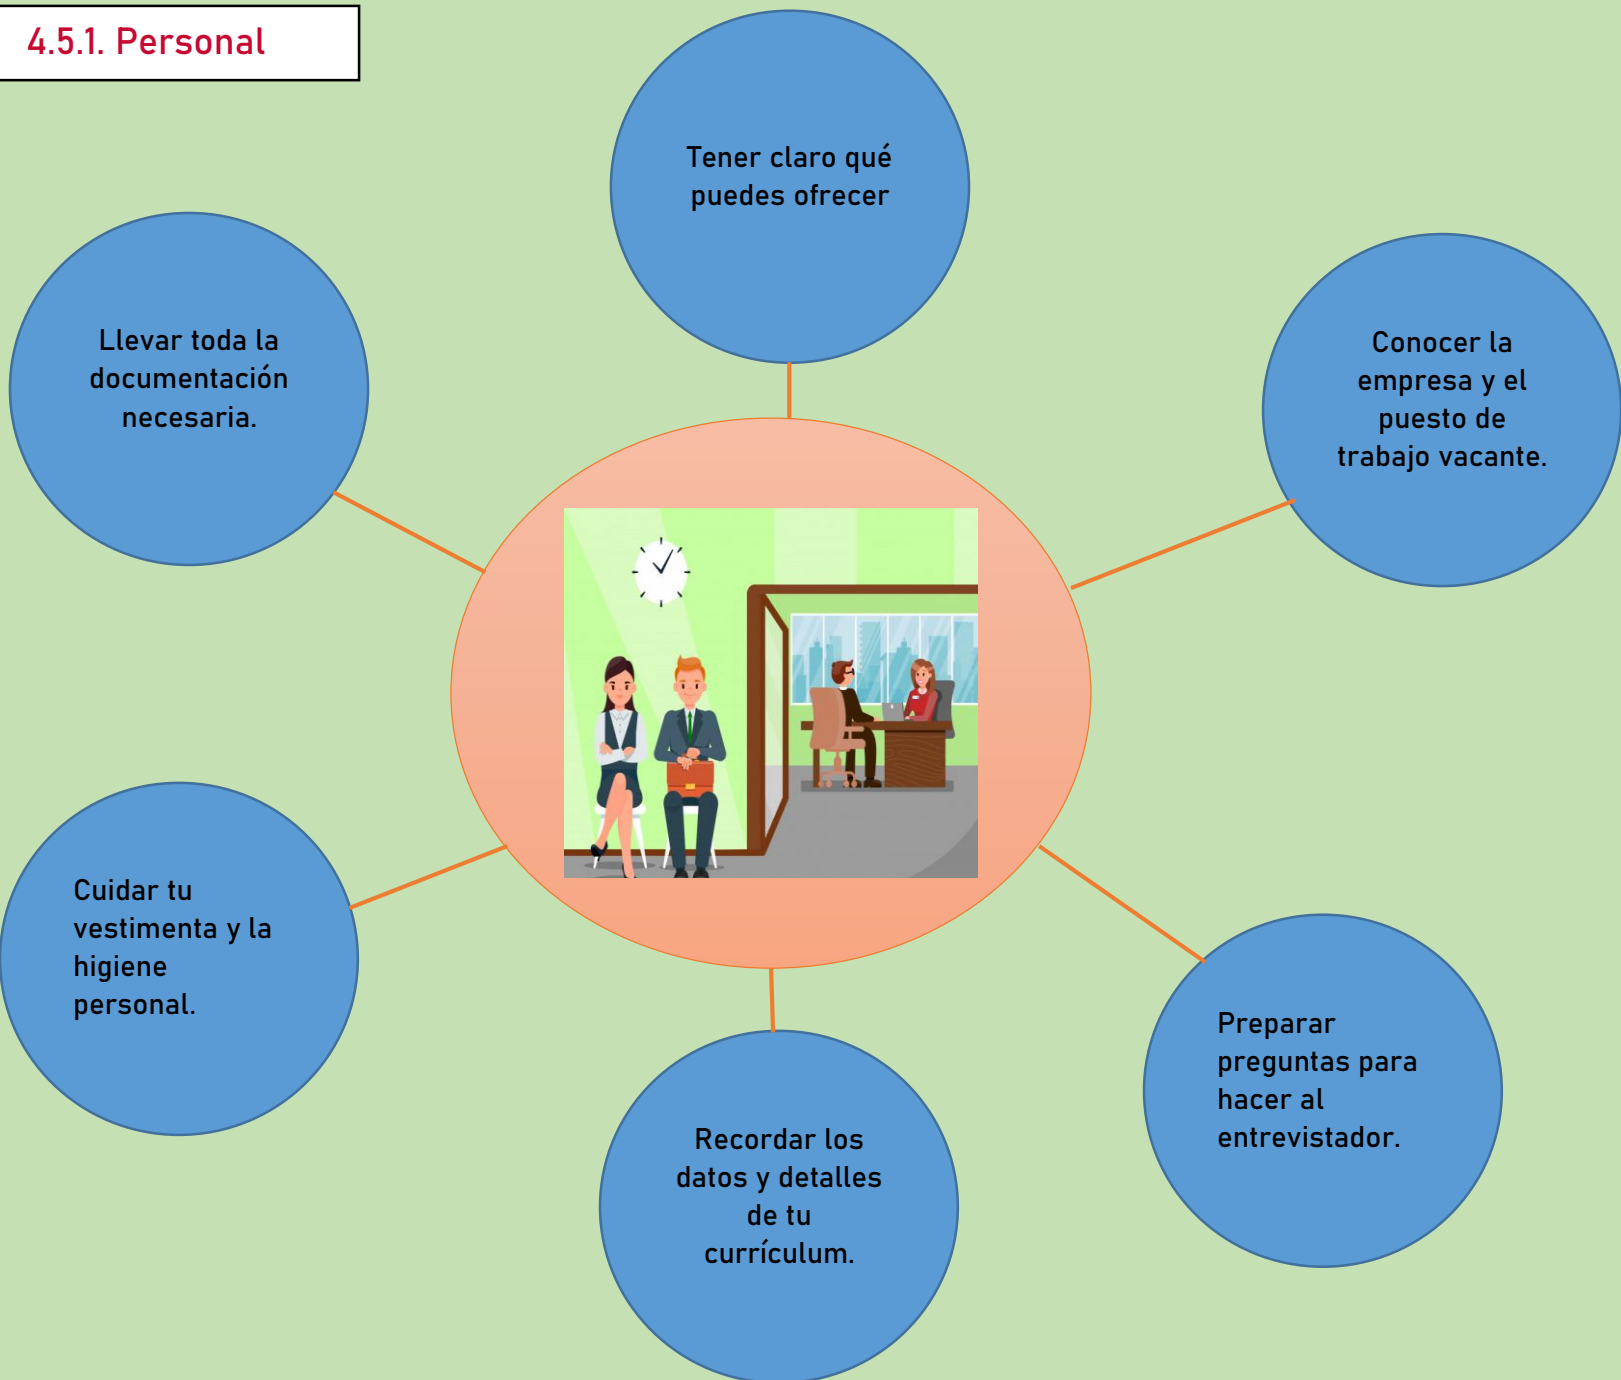 4.5.1. Personal
Tener claro qué
puedes ofrecer
Conocer la
empresa y el
puesto de
trabajo vacante.
Preparar
preguntas para
hacer al
entrevistador.
Recordar los
datos y detalles
de tu
currículum.
Cuidar tu
vestimenta y la
higiene
personal.
Llevar toda la
documentación
necesaria.